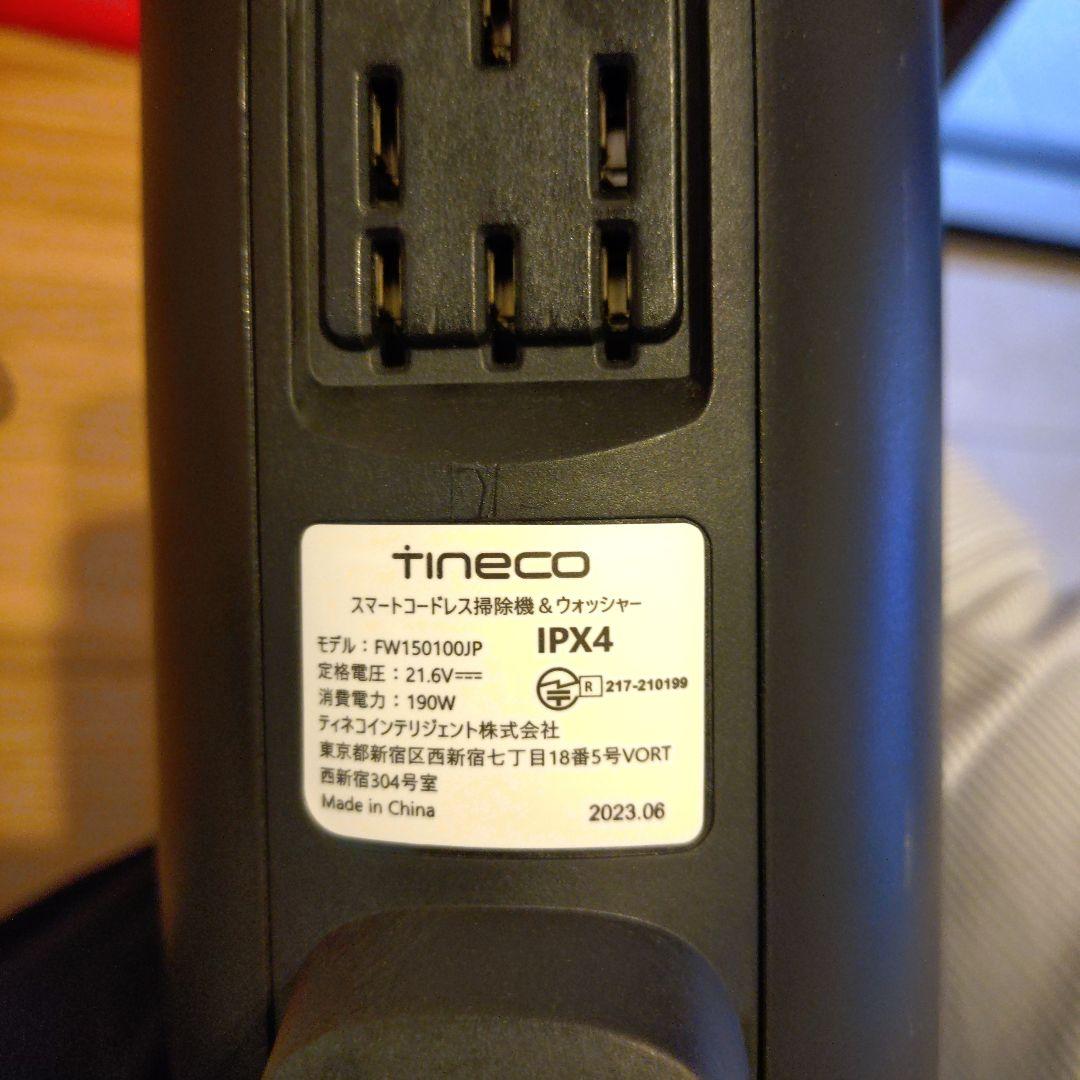 tineco
スマートコードレス掃除機＆ウォッシャー
モデル：FW150100JP
IPX4
定格電圧：21.6V⎓
R 217-210199
消費電力：190W
ティネコインテリジェント株式会社
東京都新宿区西新宿七丁目18番5号VORT
西新宿304号室
Made in China
2023.06